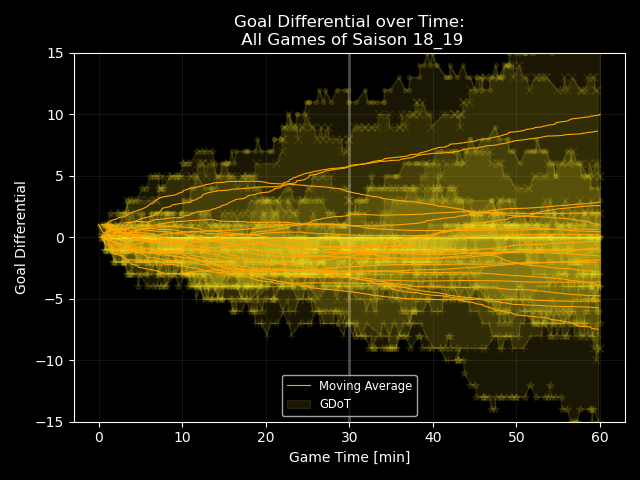 Goal Differential over Time:
All Games of Saison 18_19
Goal Differential
15
10
5
0
−5
−10
−15
Moving Average
GDoT
0 10 20 30 40 50 60
Game Time [min]